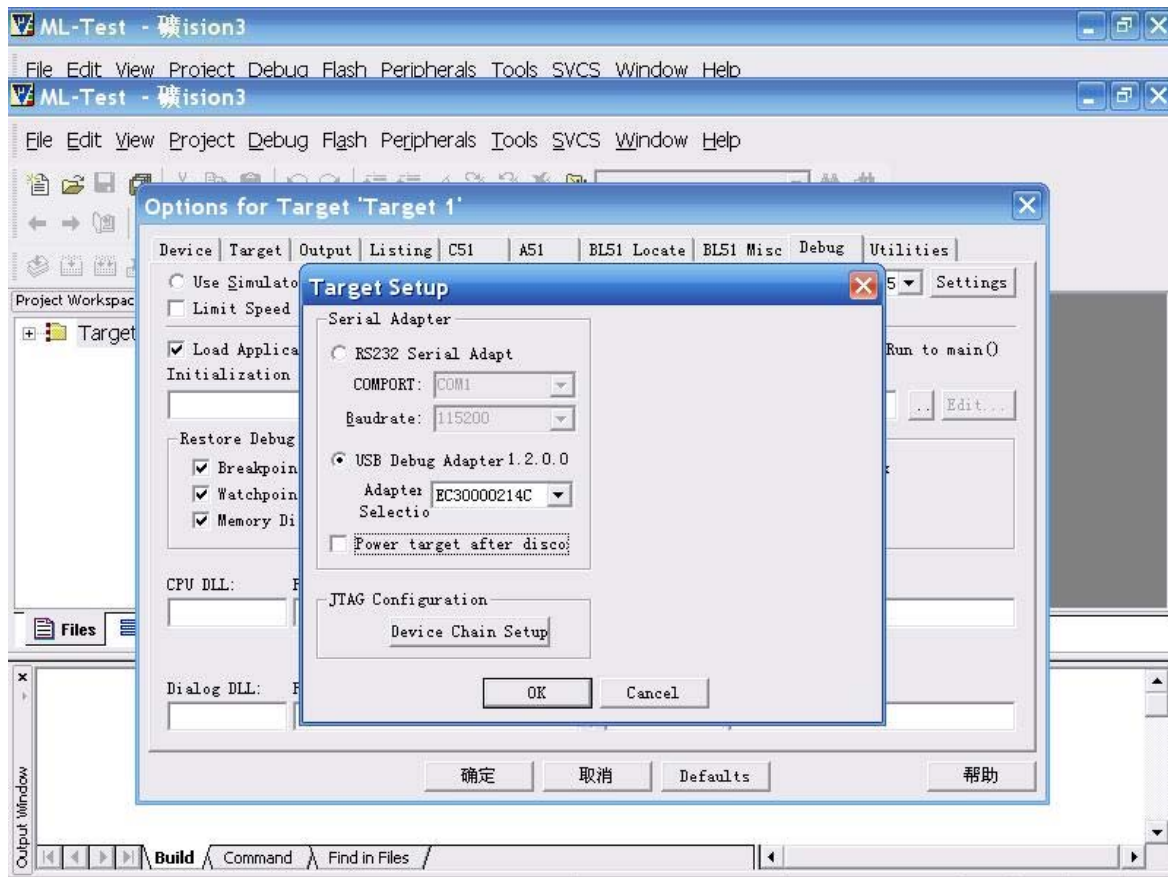 ML-Test - 礦ision3
File Edit View Project Debug Flash Peripherals Tools SVCS Window Help
ML-Test - 礦ision3
File Edit View Project Debug Flash Peripherals Tools SVCS Window Help
Options for Target 'Target 1'
Device Target Output Listing C51 A51 BL51 Locate BL51 Misc Debug Utilities
Use Simulato
5 Settings
Limit Speed
Project Workspac
Target
Load Applica
Run to main()
Initialization
.. Edit...
Restore Debug
Breakpoin
Watchpoin
Memory Di
CPU DLL:
Dialog DLL:
Target Setup
Serial Adapter
RS232 Serial Adapt
COMPORT: COM1
Baudrate: 115200
USB Debug Adapter 1.2.0.0
Adapter
Selectio
EC30000214C
Power target after disco
JTAG Configuration
Device Chain Setup
OK Cancel
确定 取消 Defaults 帮助
Files
Output Window
Build Command Find in Files